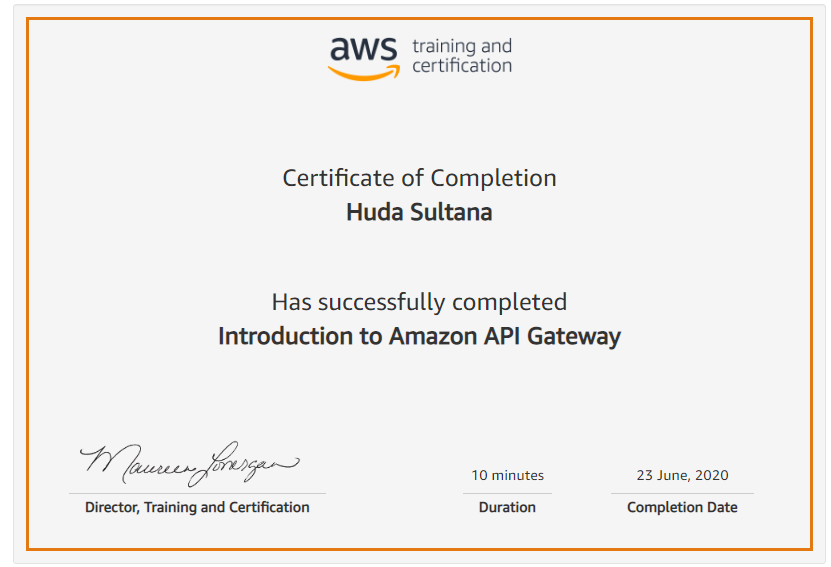 aws training and
certification
Certificate of Completion
Huda Sultana
Has successfully completed
Introduction to Amazon API Gateway
Maureen Lonergan
10 minutes
23 June, 2020
Director, Training and Certification
Duration
Completion Date